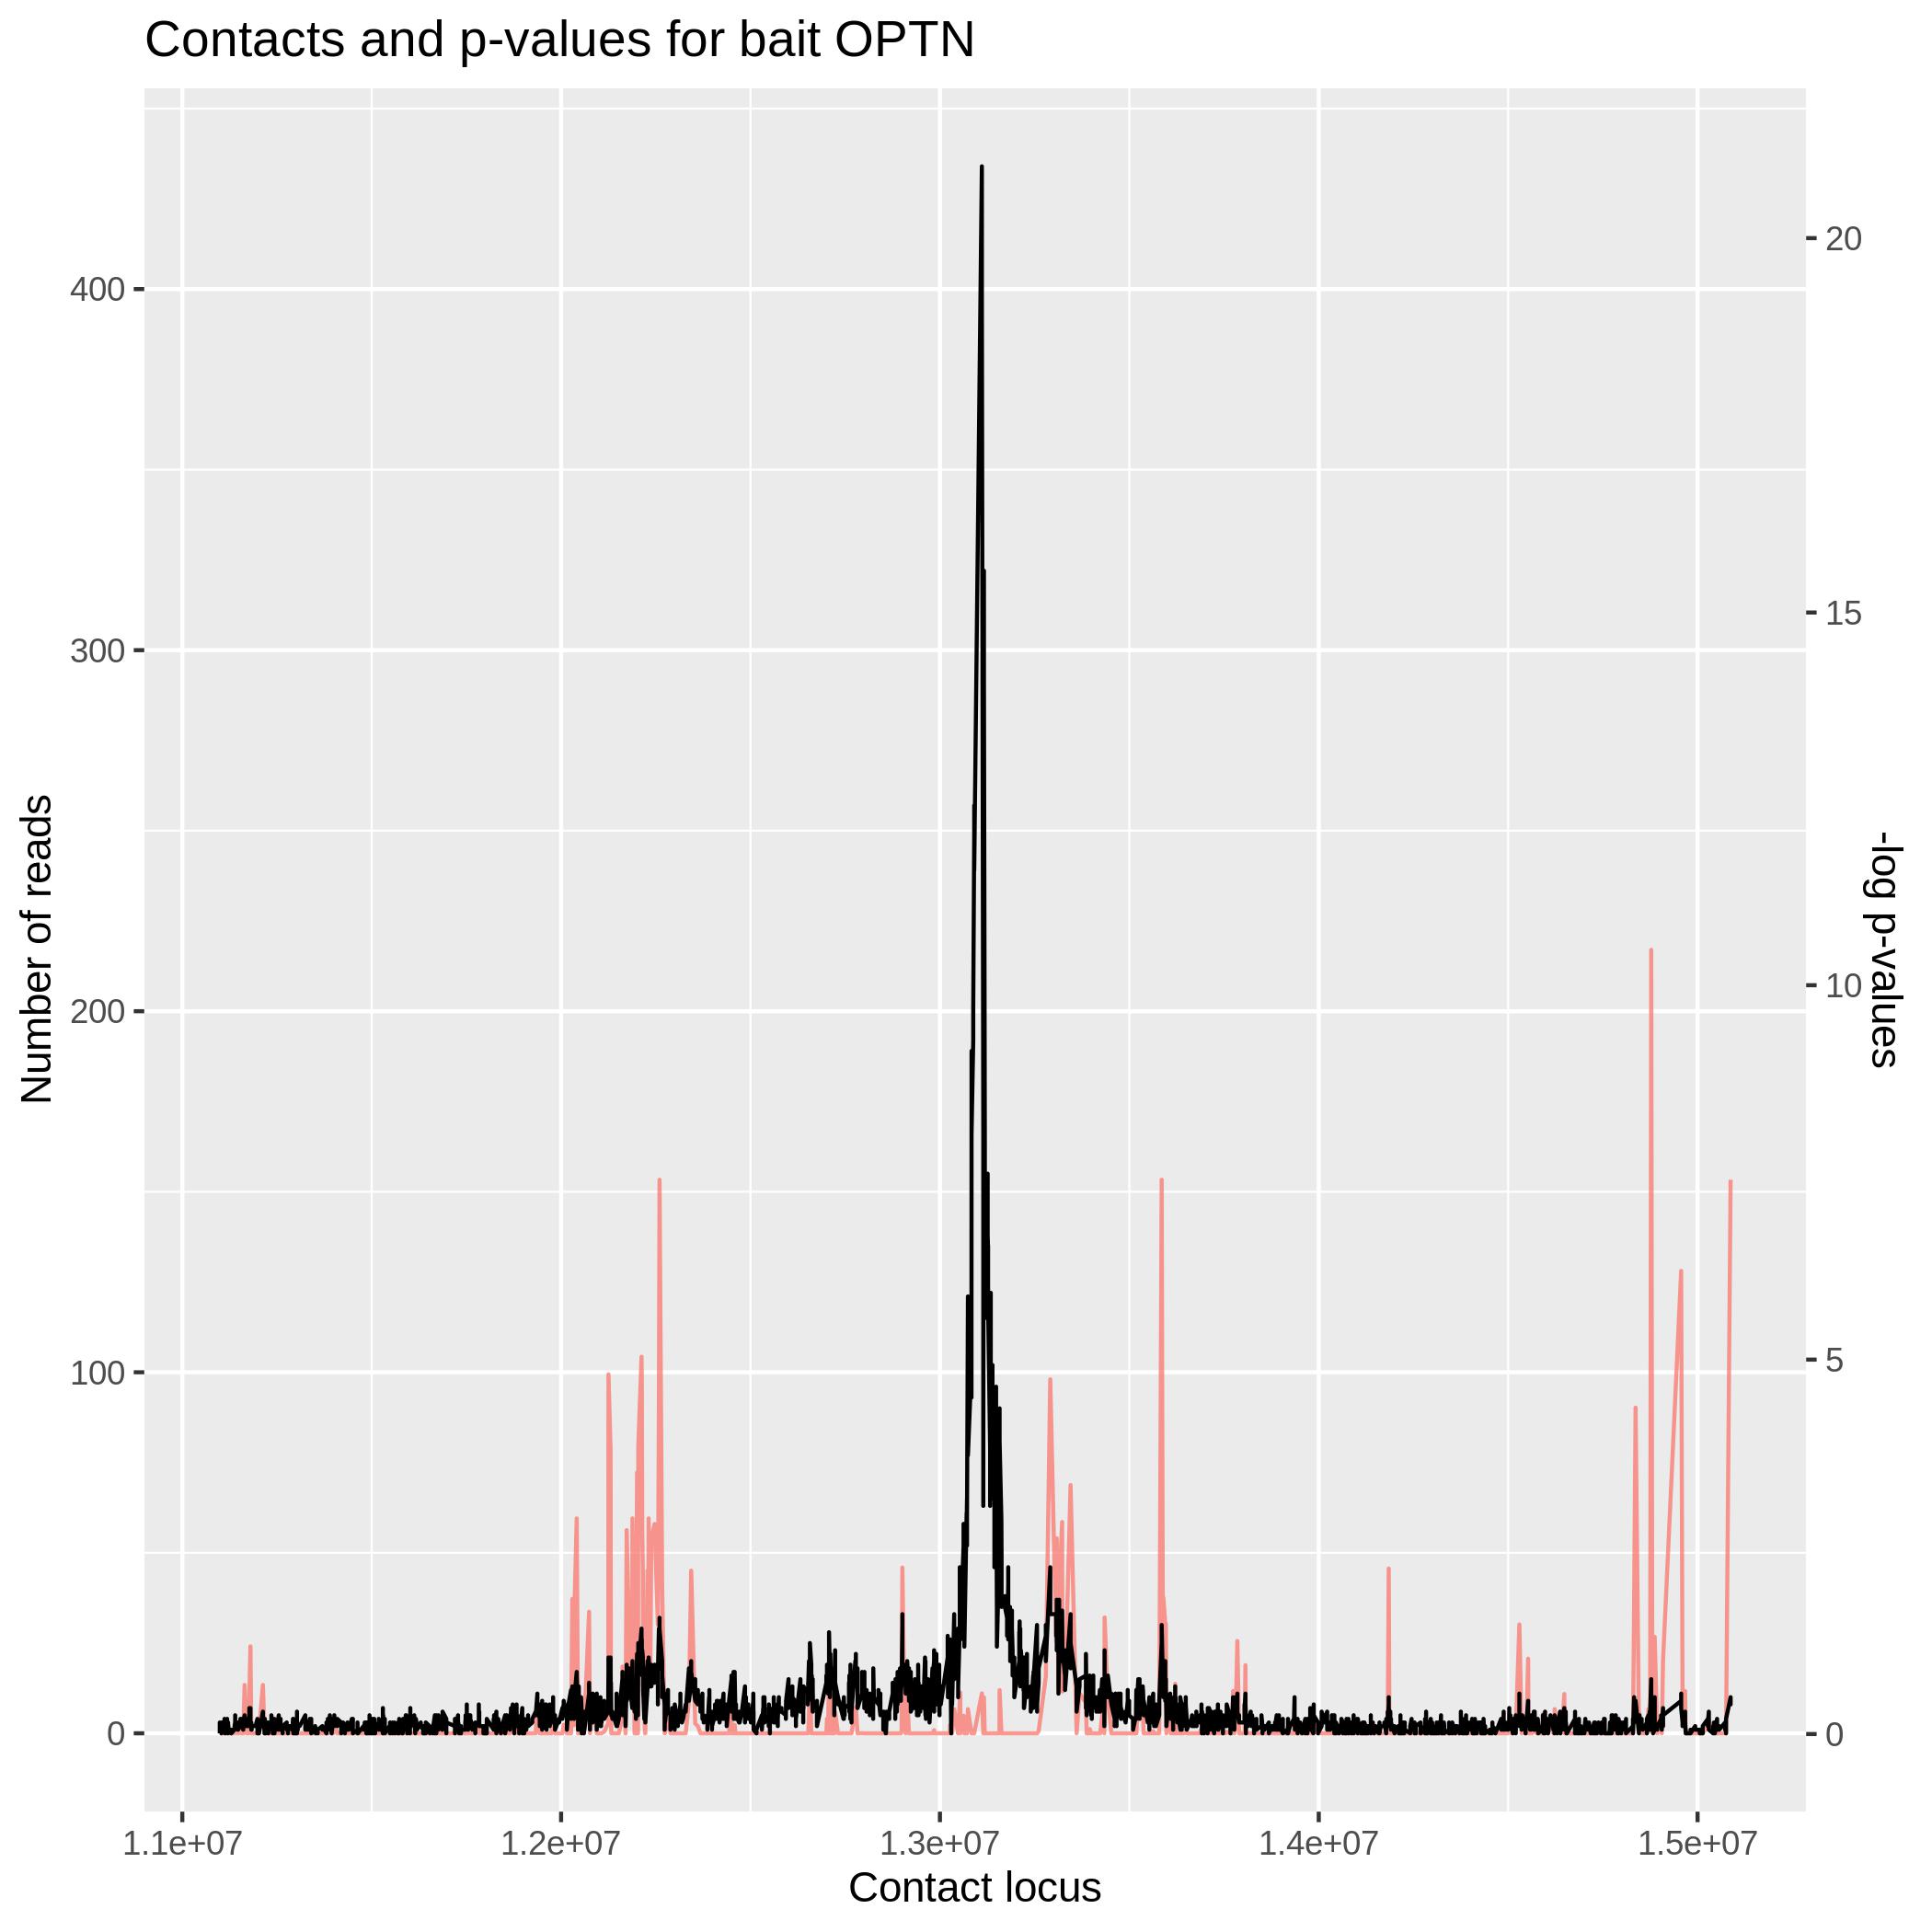 Contacts and p-values for bait OPTN
Number of reads
400
300
200
100
0
20
15
10
5
0
-log p-values
1.1e+07 1.2e+07 1.3e+07 1.4e+07 1.5e+07
Contact locus